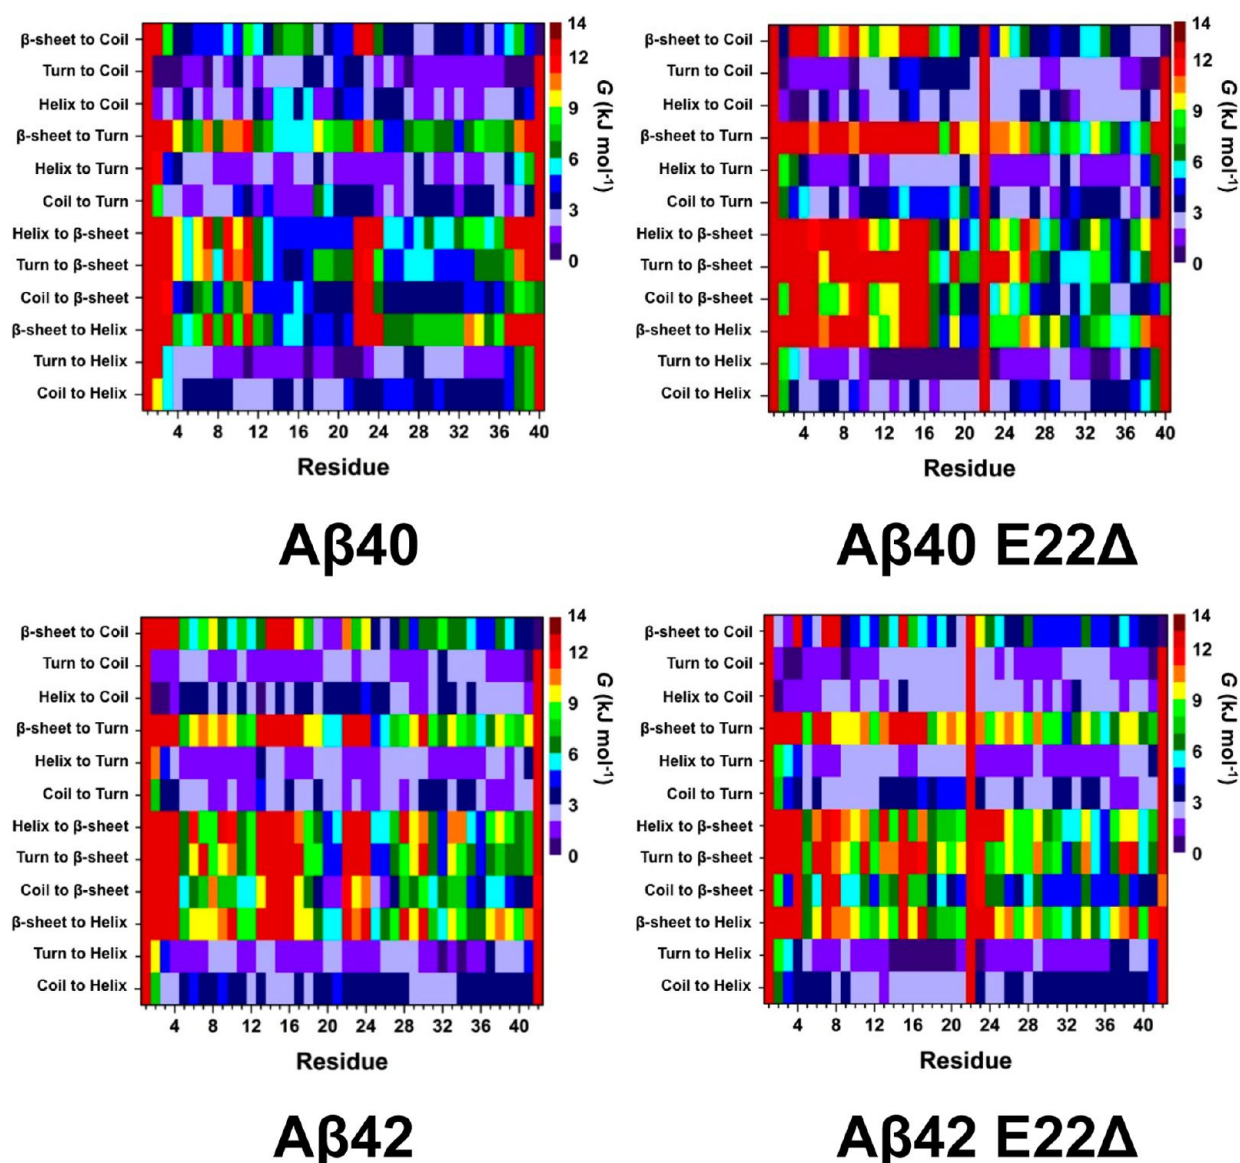 β-sheet to Coil
Turn to Coil
Helix to Coil
β-sheet to Turn
Helix to Turn
Coil to Turn
Helix to β-sheet
Turn to β-sheet
Coil to β-sheet
β-sheet to Helix
Turn to Helix
Coil to Helix
4 8 12 16 20 24 28 32 36 40
Residue
14
12
9
6
3
0
G (kJ mol⁻¹)
Aβ40
β-sheet to Coil
Turn to Coil
Helix to Coil
β-sheet to Turn
Helix to Turn
Coil to Turn
Helix to β-sheet
Turn to β-sheet
Coil to β-sheet
β-sheet to Helix
Turn to Helix
Coil to Helix
4 8 12 16 20 24 28 32 36 40
Residue
14
12
9
6
3
0
G (kJ mol⁻¹)
Aβ40 E22Δ
β-sheet to Coil
Turn to Coil
Helix to Coil
β-sheet to Turn
Helix to Turn
Coil to Turn
Helix to β-sheet
Turn to β-sheet
Coil to β-sheet
β-sheet to Helix
Turn to Helix
Coil to Helix
4 8 12 16 20 24 28 32 36 40
Residue
14
12
9
6
3
0
G (kJ mol⁻¹)
Aβ42
β-sheet to Coil
Turn to Coil
Helix to Coil
β-sheet to Turn
Helix to Turn
Coil to Turn
Helix to β-sheet
Turn to β-sheet
Coil to β-sheet
β-sheet to Helix
Turn to Helix
Coil to Helix
4 8 12 16 20 24 28 32 36 40
Residue
14
12
9
6
3
0
G (kJ mol⁻¹)
Aβ42 E22Δ